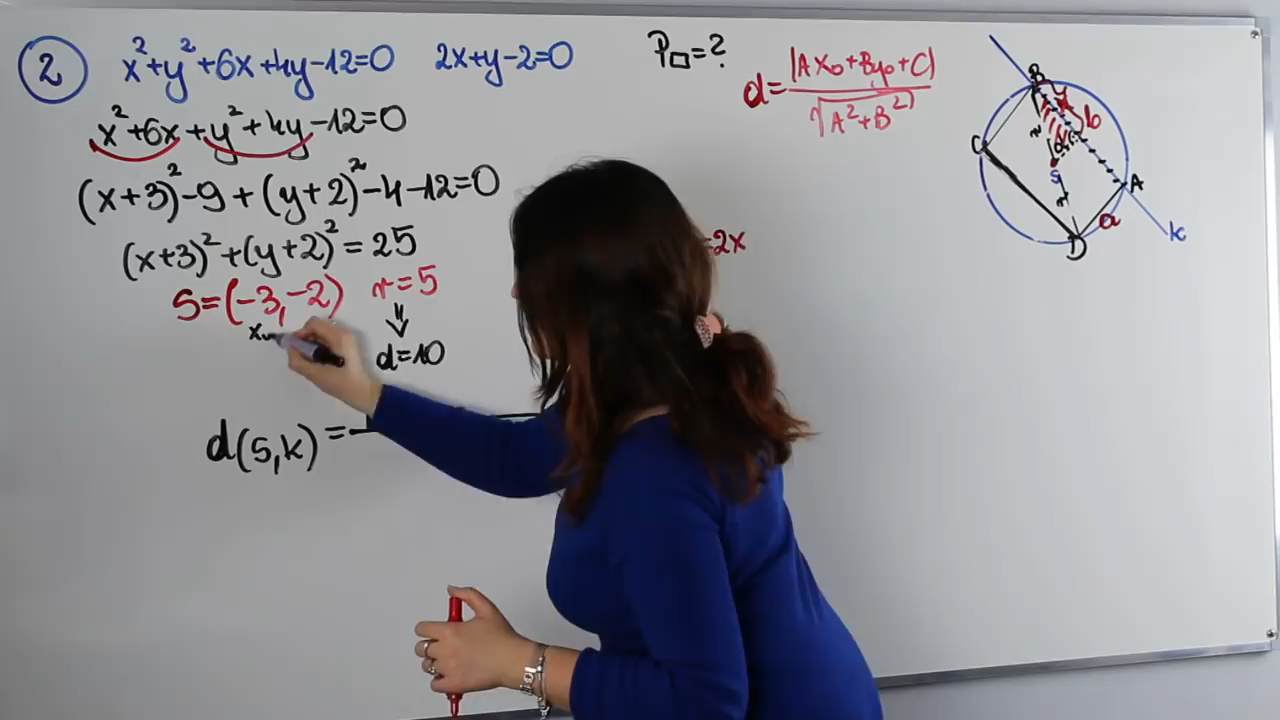 2 x²+y²+6x+4y-12=0 2x+y-2=0 P□=?
d=|Ax₀+By₀+C|/√(A²+B²)
x²+6x+y²+4y-12=0
(x+3)²-9+(y+2)²-4-12=0
(x+3)²+(y+2)²=25
=2x
S=(-3,-2) r=5
x₀
d=10
d(S,k)=
B
b
C
S
A
r
r
a
D
k